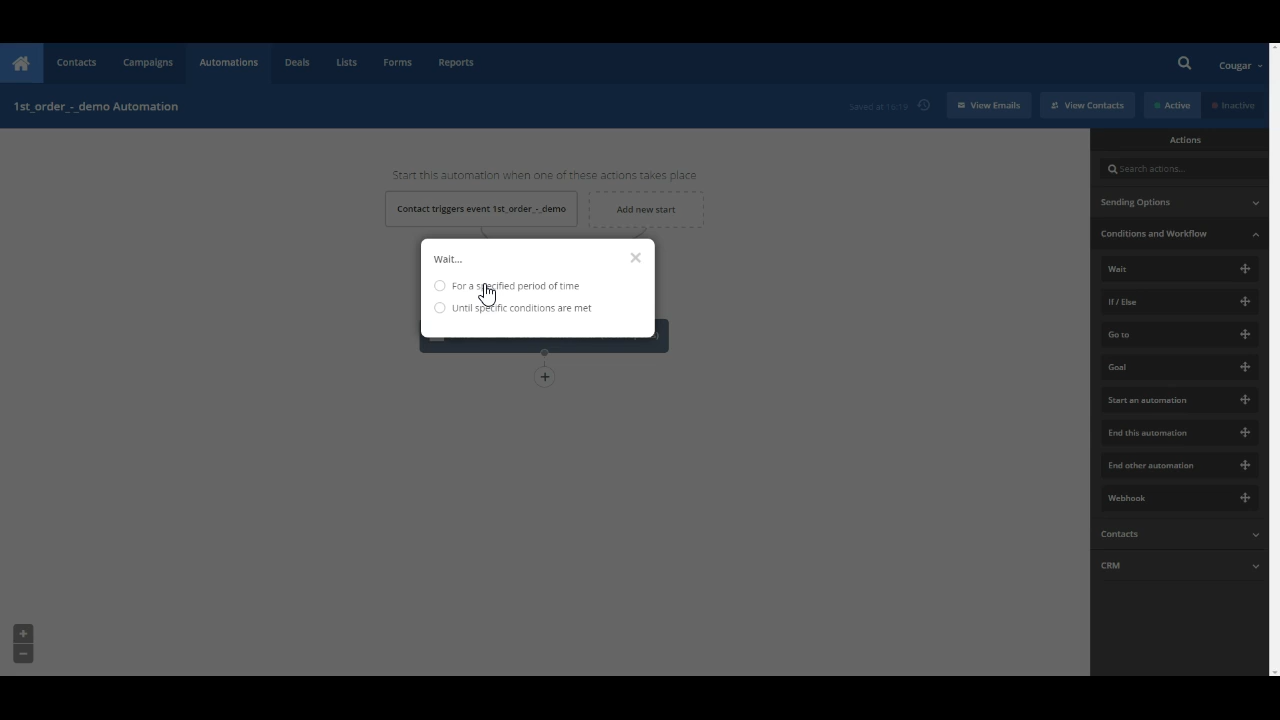 Contacts Campaigns Automations Deals Lists Forms Reports Cougar
1st_order_-_demo Automation Saved at 16:19 View Emails View Contacts Active Inactive
Actions
Search actions...
Sending Options
Conditions and Workflow
Wait
If / Else
Go to
Goal
Start an automation
End this automation
End other automation
Webhook
Contacts
CRM
Start this automation when one of these actions takes place
Contact triggers event 1st_order_-_demo Add new start
Wait...
For a specified period of time
Until specific conditions are met